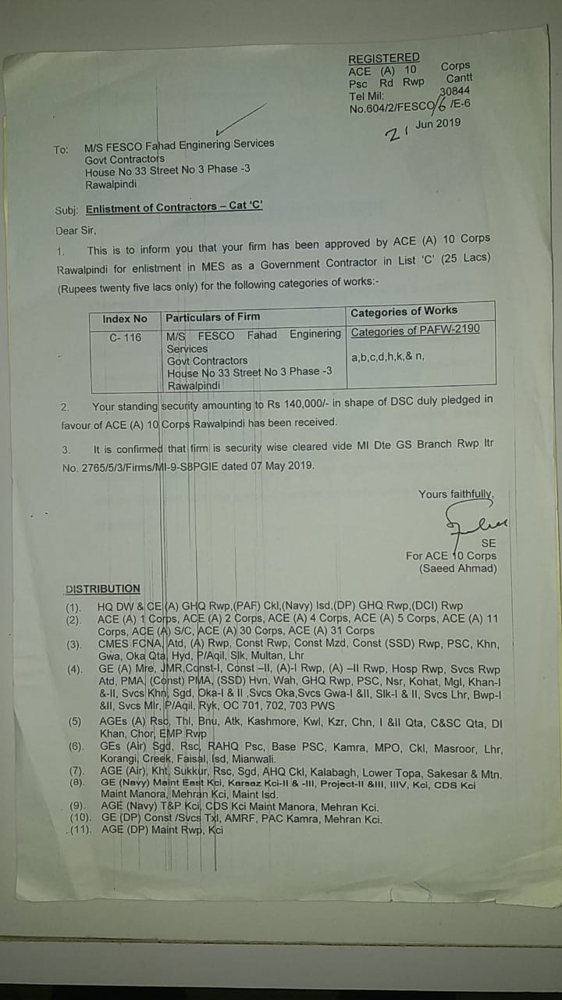 REGISTERED
ACE (A) 10 Corps
Psc Rd Rwp Cantt
Tel Mil: 30844
No.604/2/FESCO/6/E-6
21 Jun 2019
To: M/S FESCO Fahad Enginering Services
Govt Contractors
House No 33 Street No 3 Phase -3
Rawalpindi
Subj: Enlistment of Contractors – Cat 'C'
Dear Sir,
1. This is to inform you that your firm has been approved by ACE (A) 10 Corps
Rawalpindi for enlistment in MES as a Government Contractor in List 'C' (25 Lacs)
(Rupees twenty five lacs only) for the following categories of works:-
Index No Particulars of Firm Categories of Works
C- 116 M/S FESCO Fahad Enginering Categories of PAFW-2190
Services
Govt Contractors a,b,c,d,h,k,& n,
House No 33 Street No 3 Phase -3
Rawalpindi
2. Your standing security amounting to Rs 140,000/- in shape of DSC duly pledged in
favour of ACE (A) 10 Corps Rawalpindi has been received.
3. It is confirmed that firm is security wise cleared vide MI Dte GS Branch Rwp ltr
No. 2765/5/3/Firms/MI-9-S8PGIE dated 07 May 2019.
Yours faithfully,
SE
For ACE 10 Corps
(Saeed Ahmad)
DISTRIBUTION
(1). HQ DW & CE (A) GHQ Rwp,(PAF) Ckl,(Navy) Isd,(DP) GHQ Rwp,(DCI) Rwp
(2). ACE (A) 1 Corps, ACE (A) 2 Corps, ACE (A) 4 Corps, ACE (A) 5 Corps, ACE (A) 11
Corps, ACE (A) S/C, ACE (A) 30 Corps, ACE (A) 31 Corps
(3). CMES FCNA, Atd, (A) Rwp, Const Rwp, Const Mzd, Const (SSD) Rwp, PSC, Khn,
Gwa, Oka Qta, Hyd, P/Aqil, Slk, Multan, Lhr
(4). GE (A) Mre, JMR,Const-I, Const –II, (A)-I Rwp, (A) –II Rwp, Hosp Rwp, Svcs Rwp
Atd, PMA, (Const) PMA, (SSD) Hvn, Wah, GHQ Rwp, PSC, Nsr, Kohat, Mgl, Khan-I
&-II, Svcs Khn, Sgd, Oka-I & II ,Svcs Oka,Svcs Gwa-I &II, Slk-I & II, Svcs Lhr, Bwp-I
&II, Svcs Mlr, P/Aqil, Ryk, OC 701, 702, 703 PWS
(5) AGEs (A) Rsc, Thl, Bnu, Atk, Kashmore, Kwl, Kzr, Chn, I &II Qta, C&SC Qta, DI
Khan, Chor, EMP Rwp
(6). GEs (Air) Sgd, Rsc, RAHQ Psc, Base PSC, Kamra, MPO, Ckl, Masroor, Lhr,
Korangi, Creek, Faisal, Isd, Mianwali.
(7). AGE (Air), Kht, Sukkur, Rsc, Sgd, AHQ Ckl, Kalabagh, Lower Topa, Sakesar & Mtn.
(8). GE (Navy) Maint East Kci, Karsaz Kci-II & -III, Project-II &III, IIIV, Kci, CDS Kci
Maint Manora, Mehran Kci, Maint Isd.
(9). AGE (Navy) T&P Kci, CDS Kci Maint Manora, Mehran Kci.
(10). GE (DP) Const /Svcs Txl, AMRF, PAC Kamra, Mehran Kci.
(11). AGE (DP) Maint Rwp, Kci